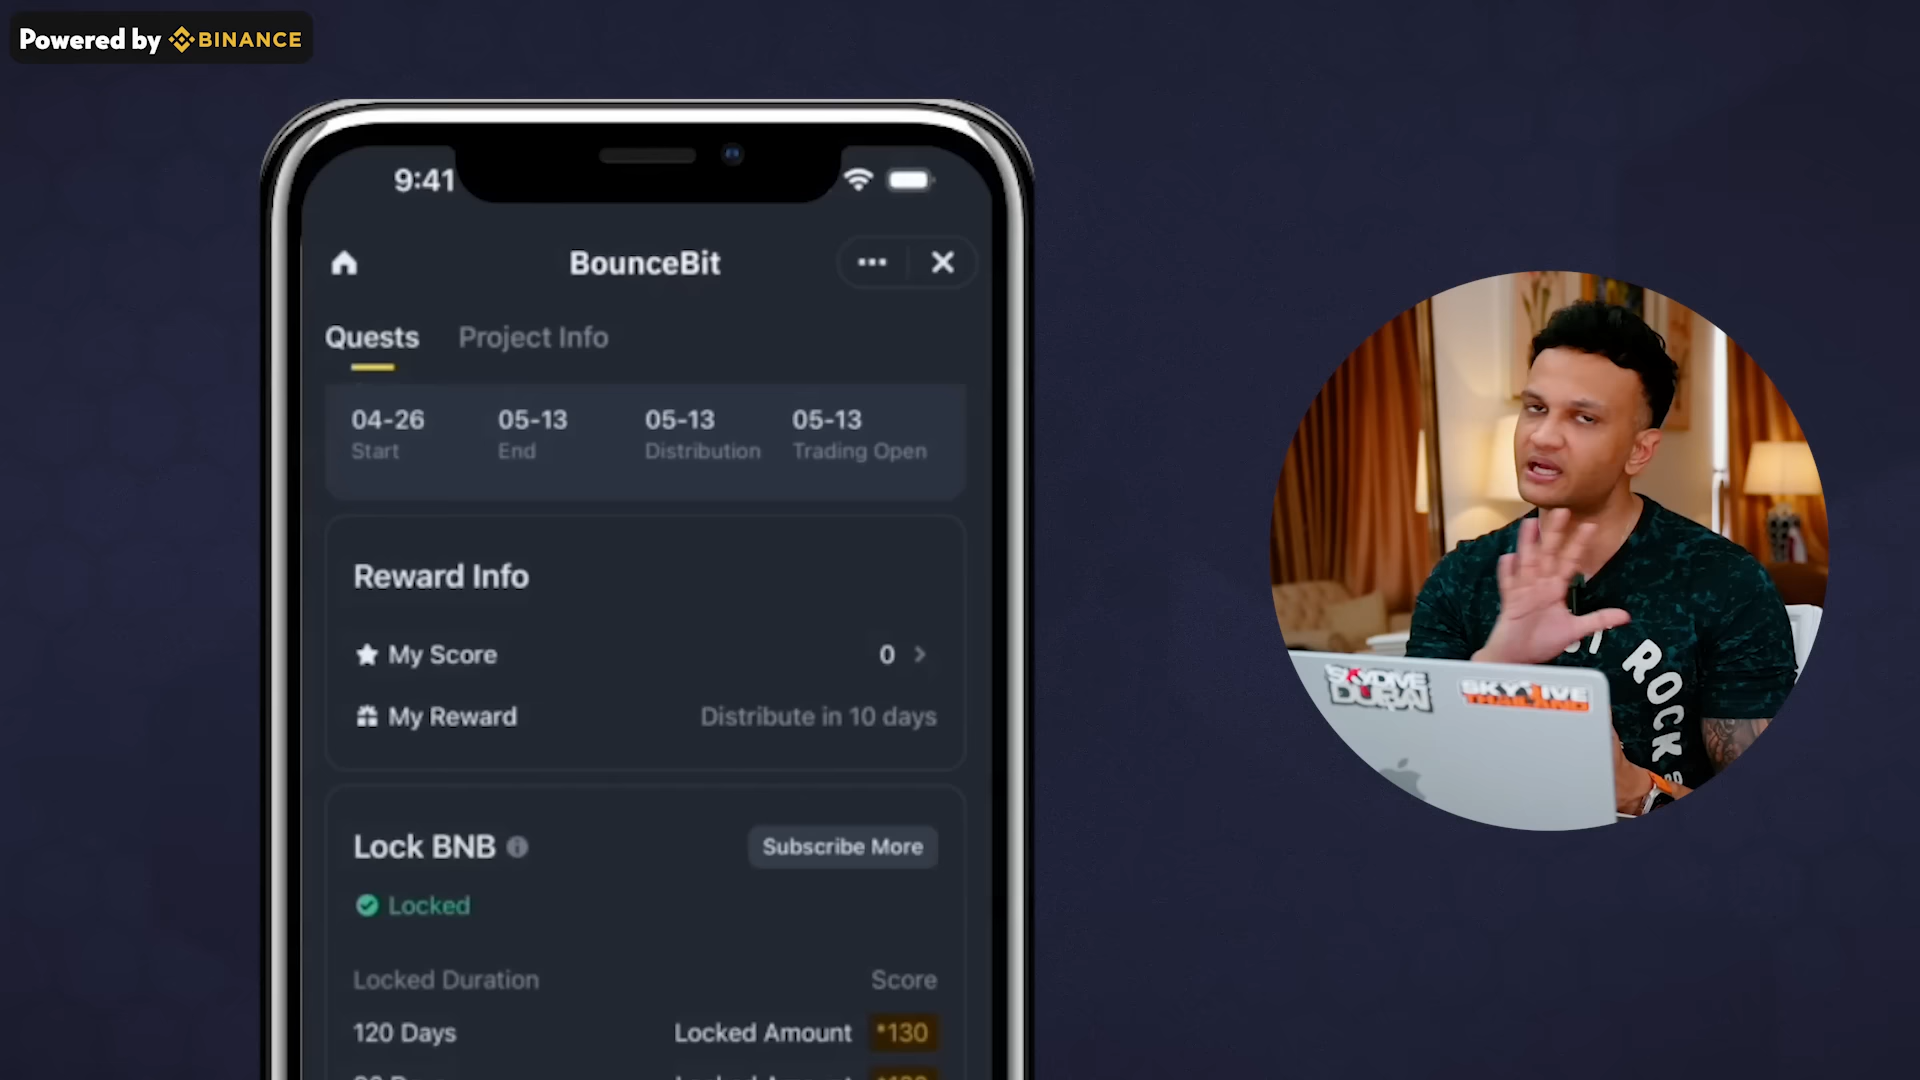 Powered by BINANCE
9:41
BounceBit
Quests Project Info
04-26 05-13 05-13 05-13
Start End Distribution Trading Open
Reward Info
My Score 0
My Reward Distribute in 10 days
Lock BNB Subscribe More
Locked
Locked Duration Score
120 Days Locked Amount *130
SKYDIVE
DUBAI
THAILAND
ROCK